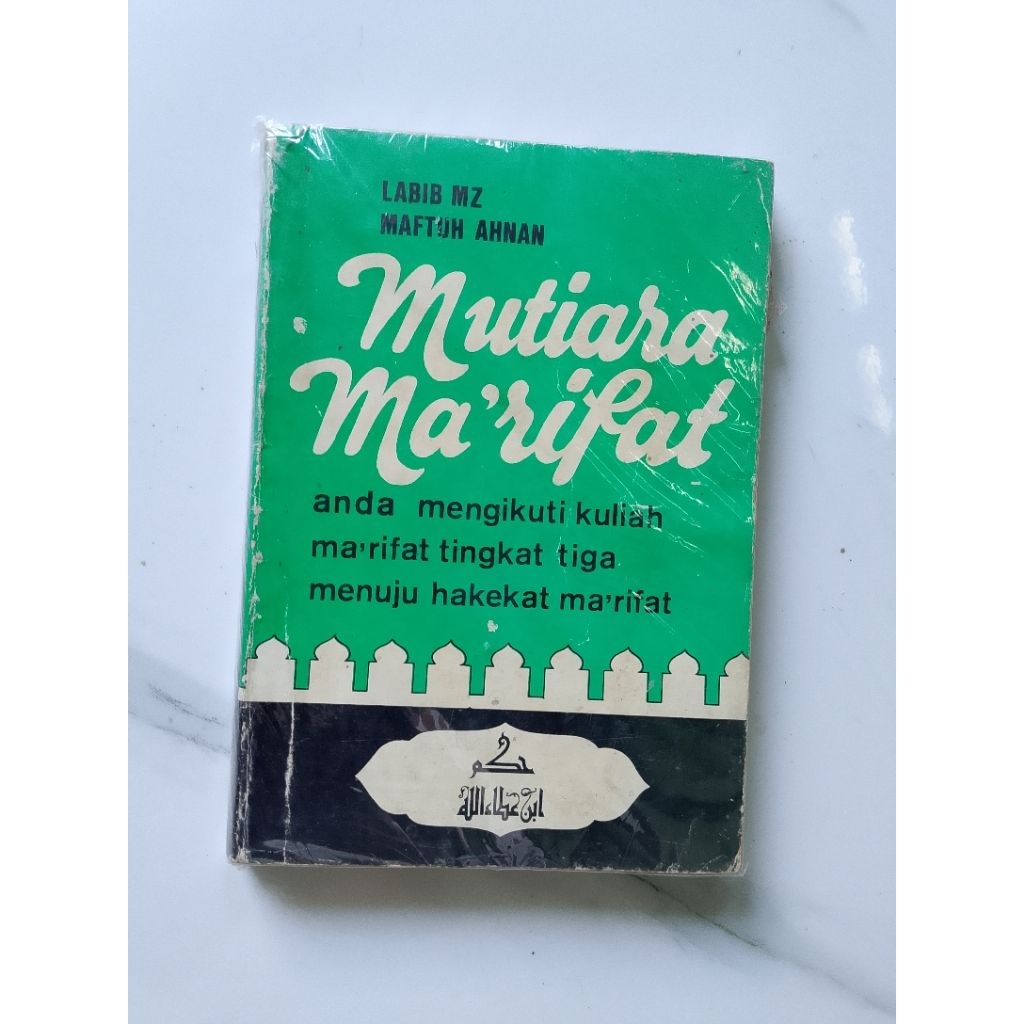 LABIB MZ
MAFTUH AHNAN
Mutiara
Ma'rifat
anda mengikuti kuliah
ma'rifat tingkat tiga
menuju hakekat ma'rifat
حكم
ابن عطاء الله